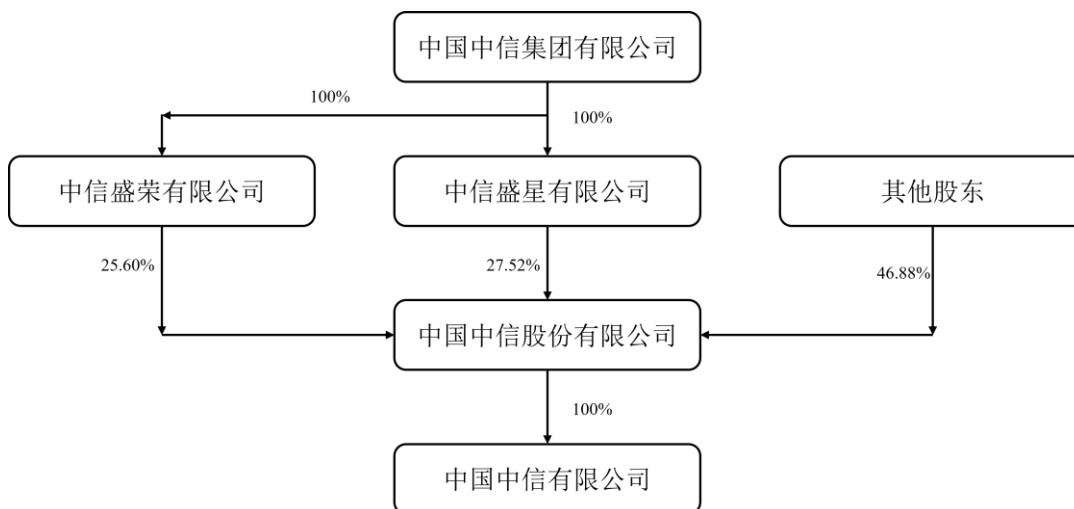 中国中信集团有限公司
100%
100%
中信盛荣有限公司
中信盛星有限公司
其他股东
25.60%
27.52%
46.88%
中国中信股份有限公司
100%
中国中信有限公司